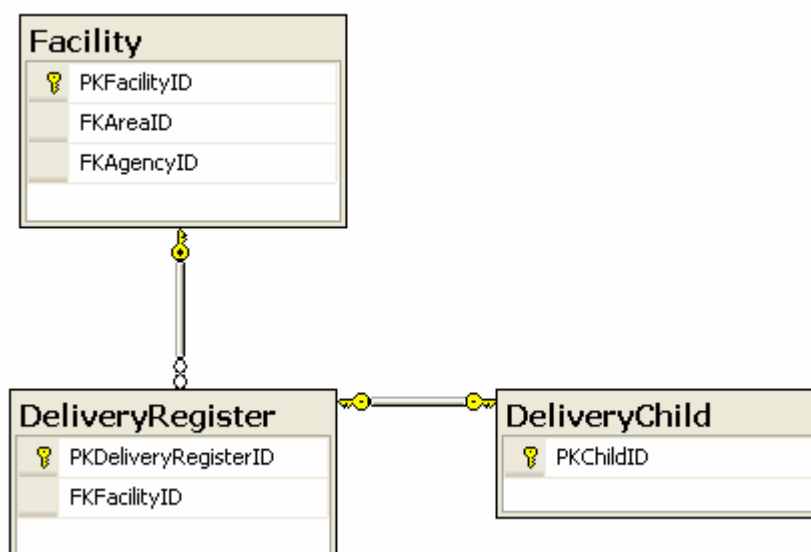 Facility
PKFacilityID
FKAreaID
FKAgencyID
DeliveryRegister
PKDeliveryRegisterID
FKFacilityID
DeliveryChild
PKChildID